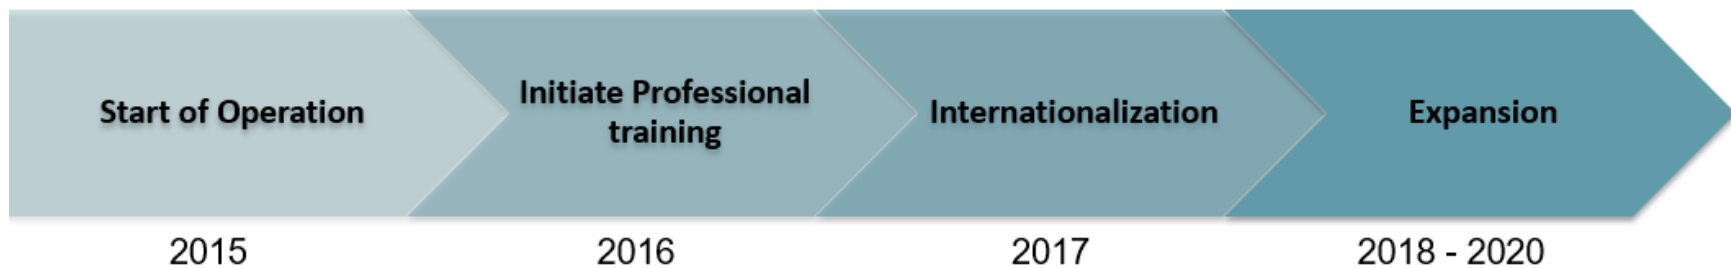 Start of Operation
Initiate Professional
training
Internationalization
Expansion
2015
2016
2017
2018 - 2020